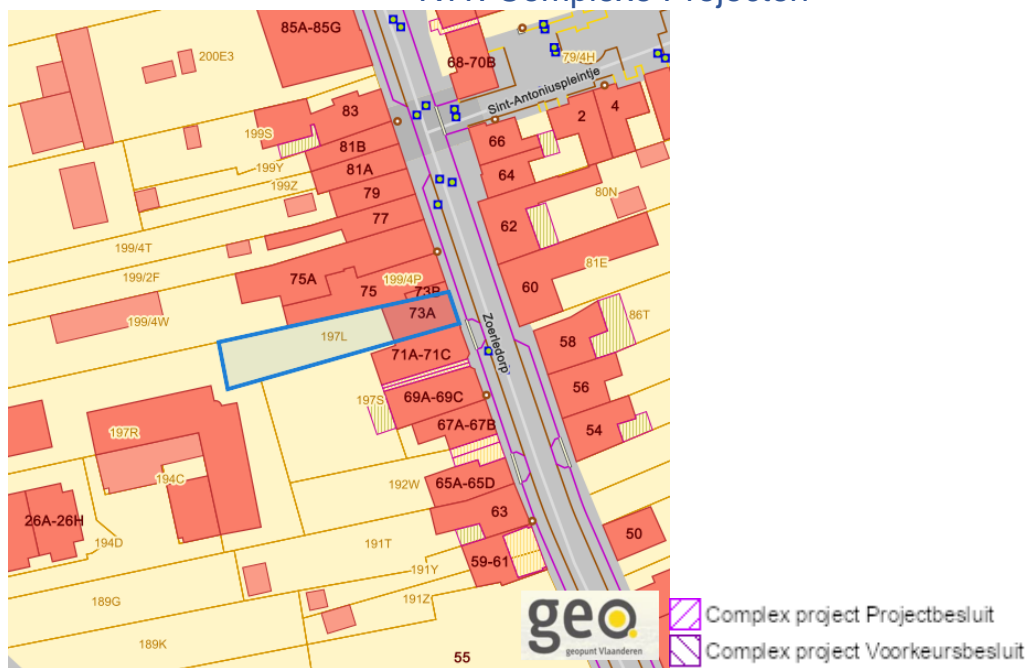 85A-85G
68-70B
79/4H
200E3
Sint-Antoniuspleintje
83
2
4
199S
81B
66
199Y
81A
64
199Z
79
80N
77
62
199/4T
81E
199/2F
75A
199/4P
75
73B
60
73A
199/4W
197L
Zoerledorp
86T
58
71A-71C
56
197S
69A-69C
67A-67B
54
197R
194C
192W
65A-65D
63
26A-26H
194D
191T
50
59-61
191Y
189G
191Z
189K
55
geo.
geopunt Vlaanderen
Complex project Projectbesluit
Complex project Voorkeursbesluit